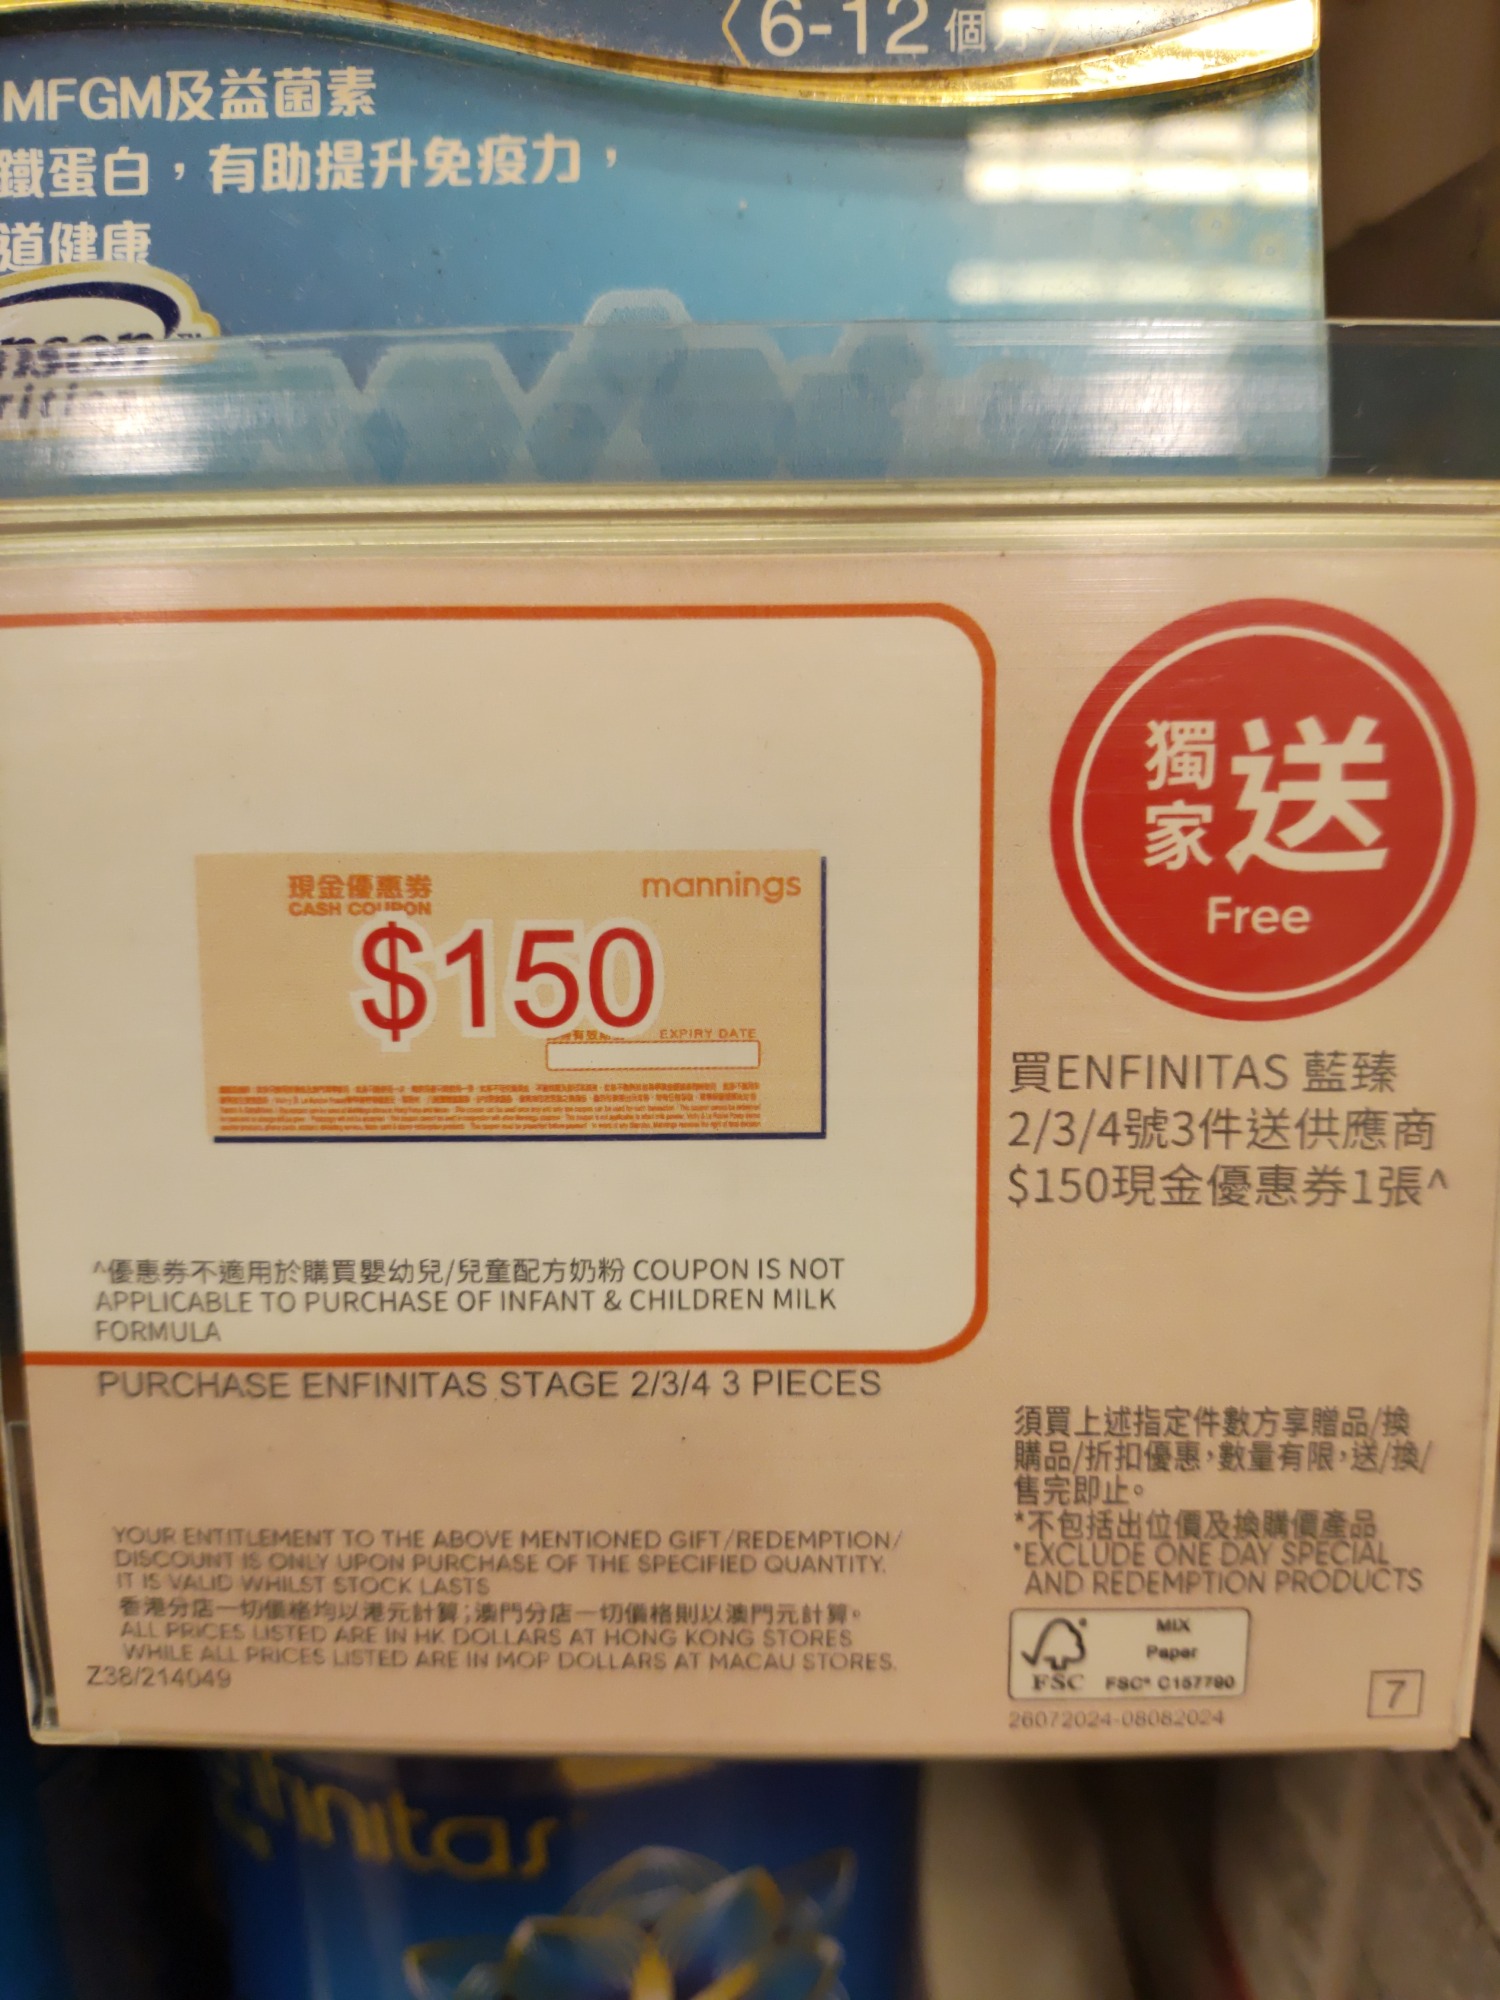 〈6-12個月〉
MFGM及益菌素
鐵蛋白，有助提升免疫力，
道健康
獨家 送
Free
現金優惠券
CASH COUPON
mannings
$150
EXPIRY DATE
買ENFINITAS 藍臻
2/3/4號3件送供應商
$150現金優惠券1張^
^優惠券不適用於購買嬰幼兒/兒童配方奶粉 COUPON IS NOT
APPLICABLE TO PURCHASE OF INFANT & CHILDREN MILK
FORMULA
PURCHASE ENFINITAS STAGE 2/3/4 3 PIECES
須買上述指定件數方享贈品/換
購品/折扣優惠，數量有限，送/換/
售完即止。
*不包括出位價及換購價產品
*EXCLUDE ONE DAY SPECIAL
AND REDEMPTION PRODUCTS
YOUR ENTITLEMENT TO THE ABOVE MENTIONED GIFT/REDEMPTION/
DISCOUNT IS ONLY UPON PURCHASE OF THE SPECIFIED QUANTITY.
IT IS VALID WHILST STOCK LASTS
香港分店一切價格均以港元計算；澳門分店一切價格則以澳門元計算。
ALL PRICES LISTED ARE IN HK DOLLARS AT HONG KONG STORES
WHILE ALL PRICES LISTED ARE IN MOP DOLLARS AT MACAU STORES.
Z38/214049
MIX
Paper
FSC FSC® C157790
26072024-08082024
7
finitas